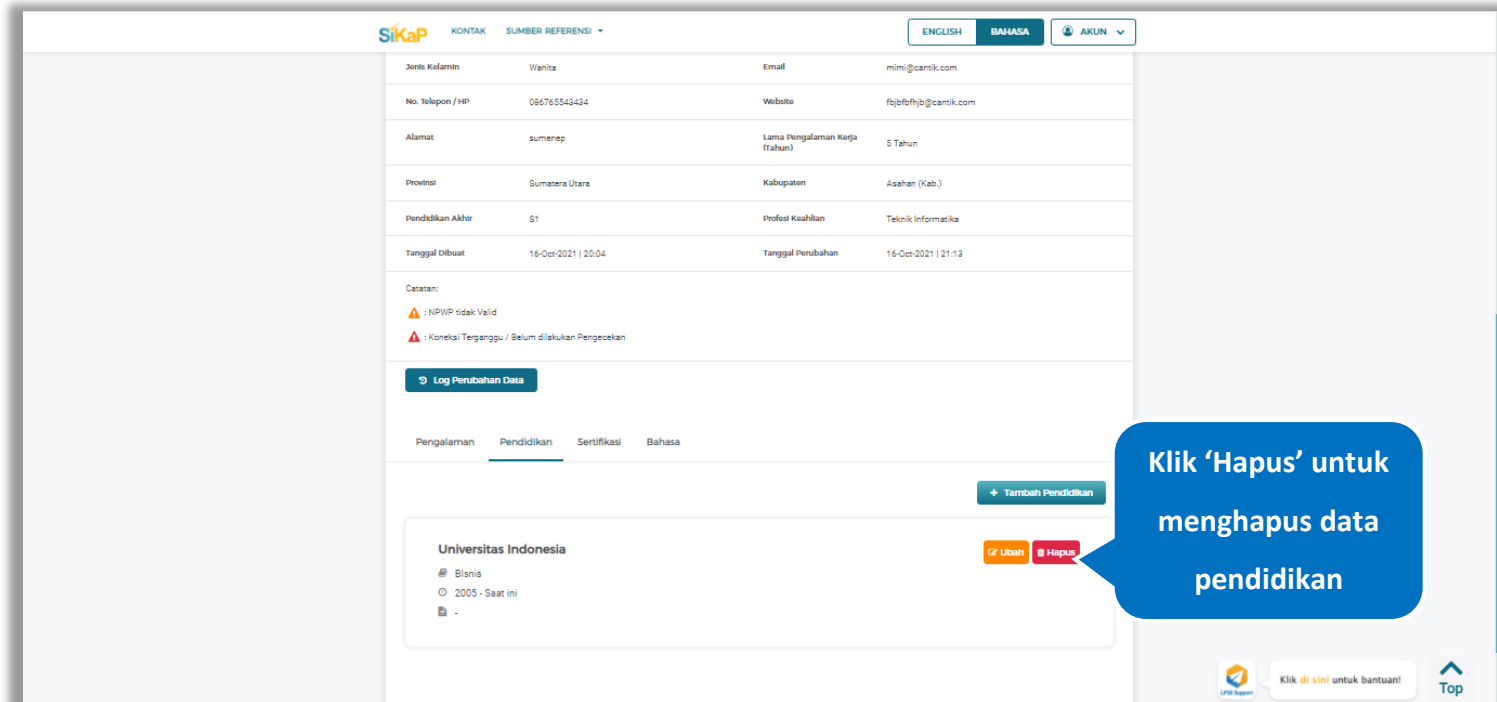 SiKaP KONTAK SUMBER REFERENSI ENGLISH BAHASA AKUN
Jenis Kelamin Wanita Email mimi@cantik.com
No. Telepon / HP 086765543434 Website fbjbfbfhjb@cantik.com
Alamat sumenep Lama Pengalaman Kerja
(Tahun) 5 Tahun
Provinsi Sumatera Utara Kabupaten Asahan (Kab.)
Pendidikan Akhir S1 Profesi Keahlian Teknik Informatika
Tanggal Dibuat 16-Oct-2021 | 20:04 Tanggal Perubahan 16-Oct-2021 | 21:13
Catatan:
: NPWP tidak Valid
: Koneksi Terganggu / Belum dilakukan Pengecekan
Log Perubahan Data
Pengalaman Pendidikan Sertifikasi Bahasa
+ Tambah Pendidikan
Universitas Indonesia
Ubah Hapus
BIsnis
2005 - Saat ini
-
Klik ‘Hapus’ untuk
menghapus data
pendidikan
LPSE Support
Klik di sini untuk bantuan!
Top